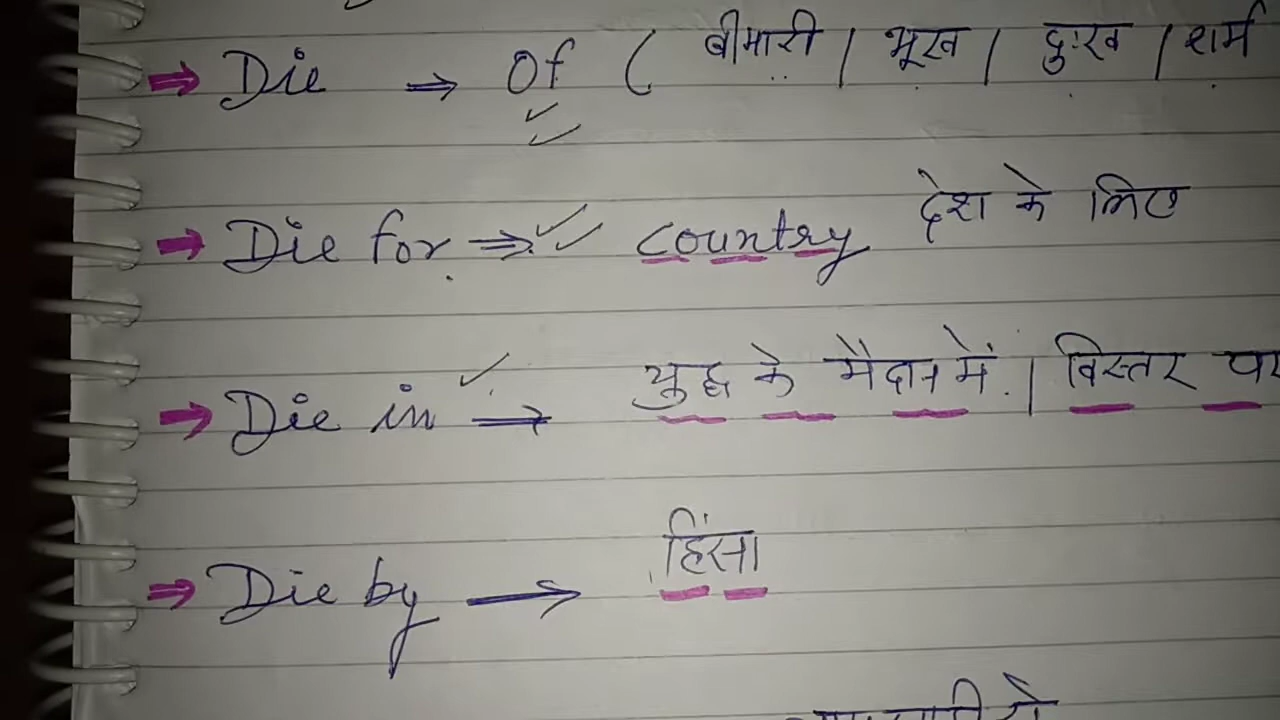 ⇒ Die ⇒ Of ( बीमारी / भूख / दुःख / शर्म
⇒ Die for ⇒ country देश के लिए
⇒ Die in → युद्ध के मैदान में. / विस्तर पर
⇒ Die by → हिंसा